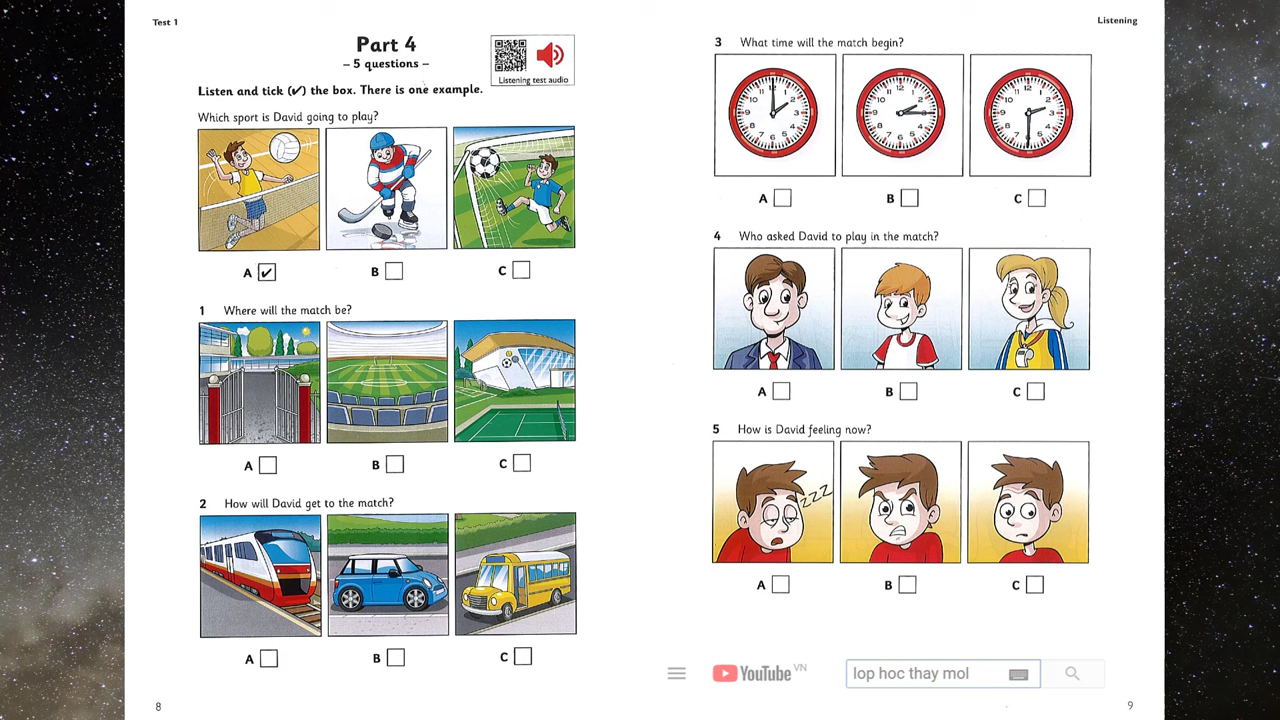 Test 1
Part 4
– 5 questions –
Listening test audio
Listen and tick (✔) the box. There is one example.
Which sport is David going to play?
A ✔
B
C
1 Where will the match be?
A
B
C
2 How will David get to the match?
A
B
C
8
Listening
3 What time will the match begin?
A
B
C
4 Who asked David to play in the match?
A
B
C
5 How is David feeling now?
zzz
A
B
C
YouTube VN
lop hoc thay mol
9